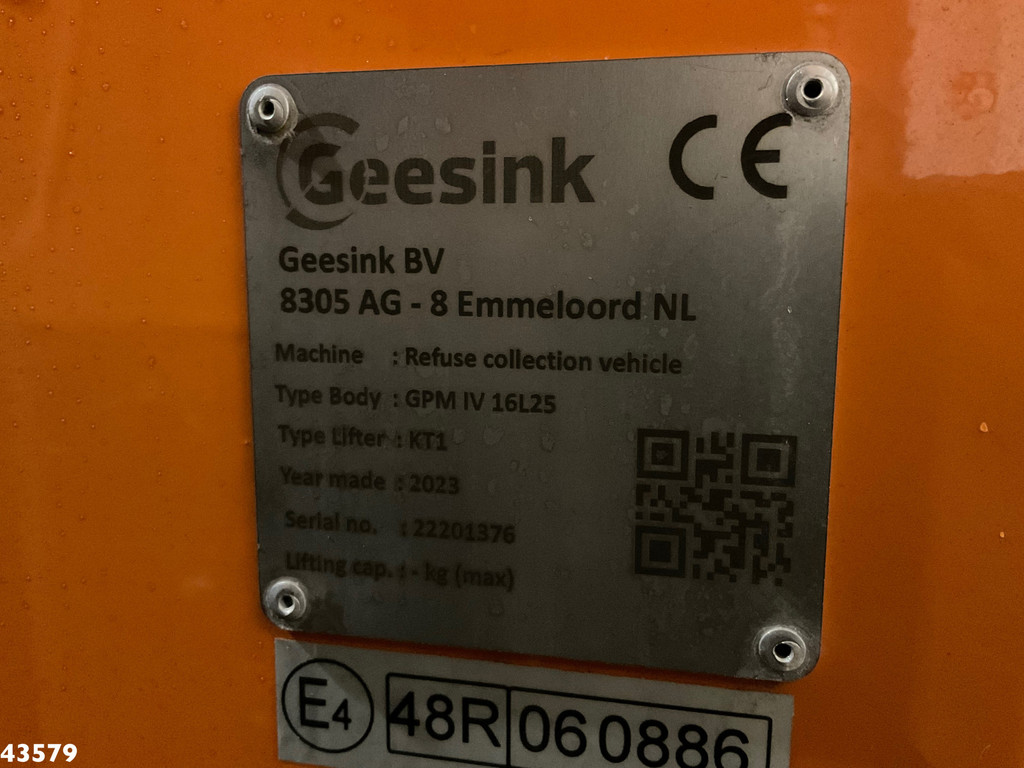 Geesink CE
Geesink BV
8305 AG - 8 Emmeloord NL
Machine : Refuse collection vehicle
Type Body : GPM IV 16L25
Type Lifter : KT1
Year made : 2023
Serial no. : 22201376
Lifting cap. : - kg (max)
E4 48R 060886
43579